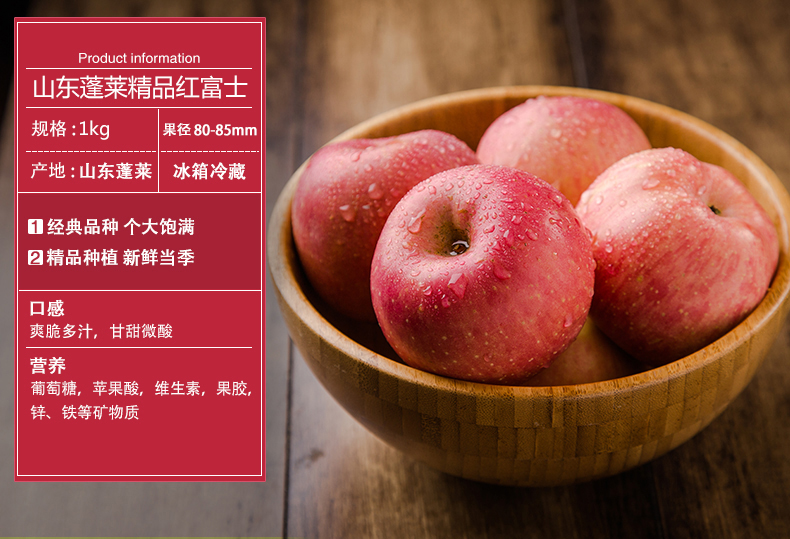 Product information
山东蓬莱精品红富士
规格 : 1kg
果径 80-85mm
产地 : 山东蓬莱
冰箱冷藏
1 经典品种 个大饱满
2 精品种植 新鲜当季
口感
爽脆多汁, 甘甜微酸
营养
葡萄糖, 苹果酸, 维生素, 果胶,
锌、铁等矿物质